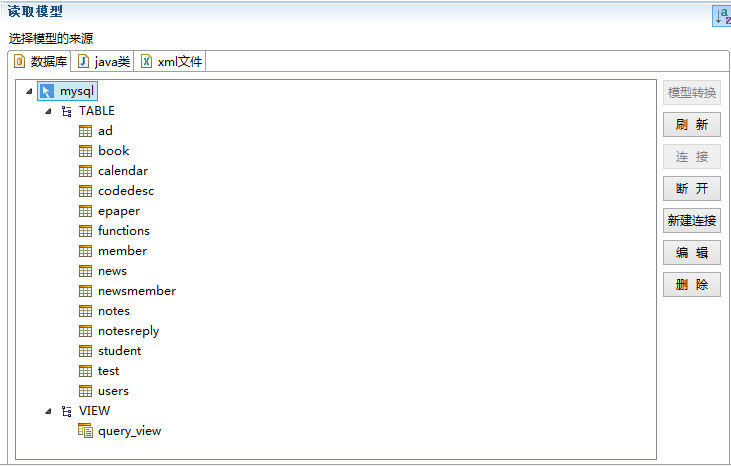 读取模型
选择模型的来源
数据库 java类 xml文件
mysql
TABLE
ad
book
calendar
codedesc
epaper
functions
member
news
newsmember
notes
notesreply
student
test
users
VIEW
query_view
模型转换
刷 新
连 接
断 开
新建连接
编 辑
删 除